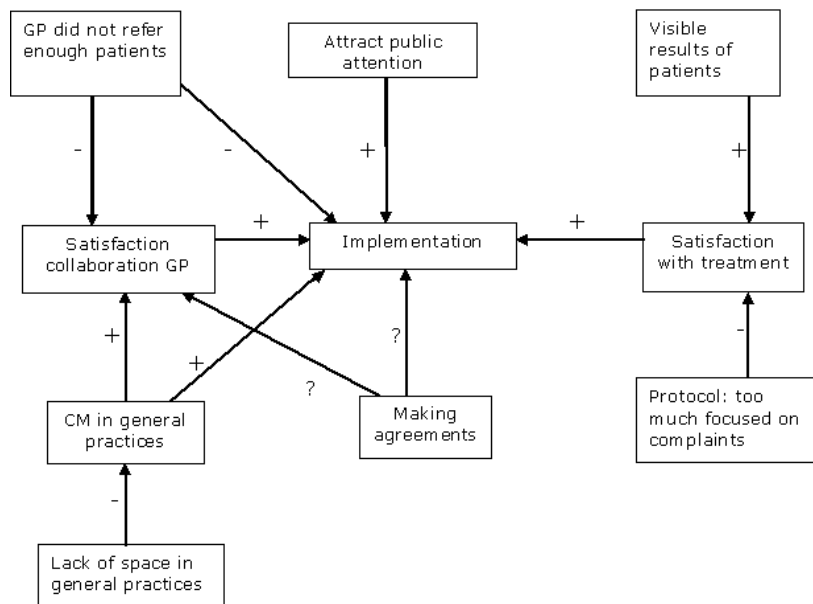 GP did not refer
enough patients
Attract public
attention
Visible
results of
patients
-
-
+
+
Satisfaction
collaboration GP
+
Implementation
+
Satisfaction
with treatment
+
+
?
?
-
CM in general
practices
Making
agreements
Protocol: too
much focused on
complaints
-
Lack of space in
general practices